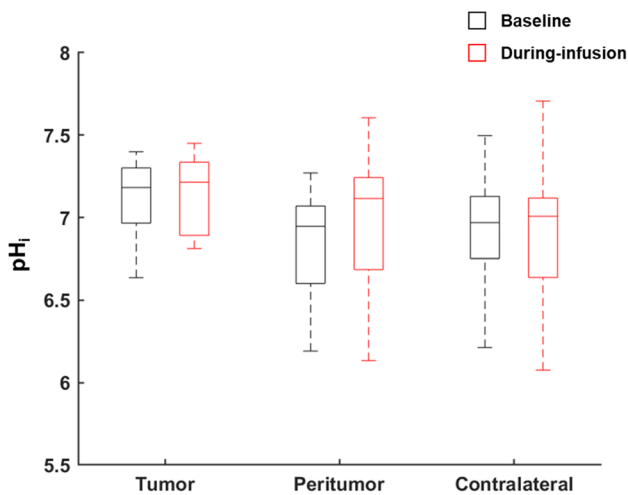 Baseline
During-infusion
8
7.5
7
6.5
6
5.5
pHi
Tumor Peritumor Contralateral